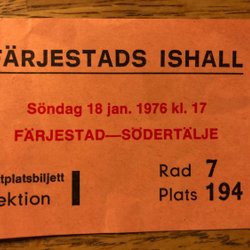 FÄRJESTADS ISHALL
Söndag 18 jan. 1976 kl. 17
FÄRJESTAD—SÖDERTÄLJE
tplatsbiljett
Rad 7
ektion I
Plats 194